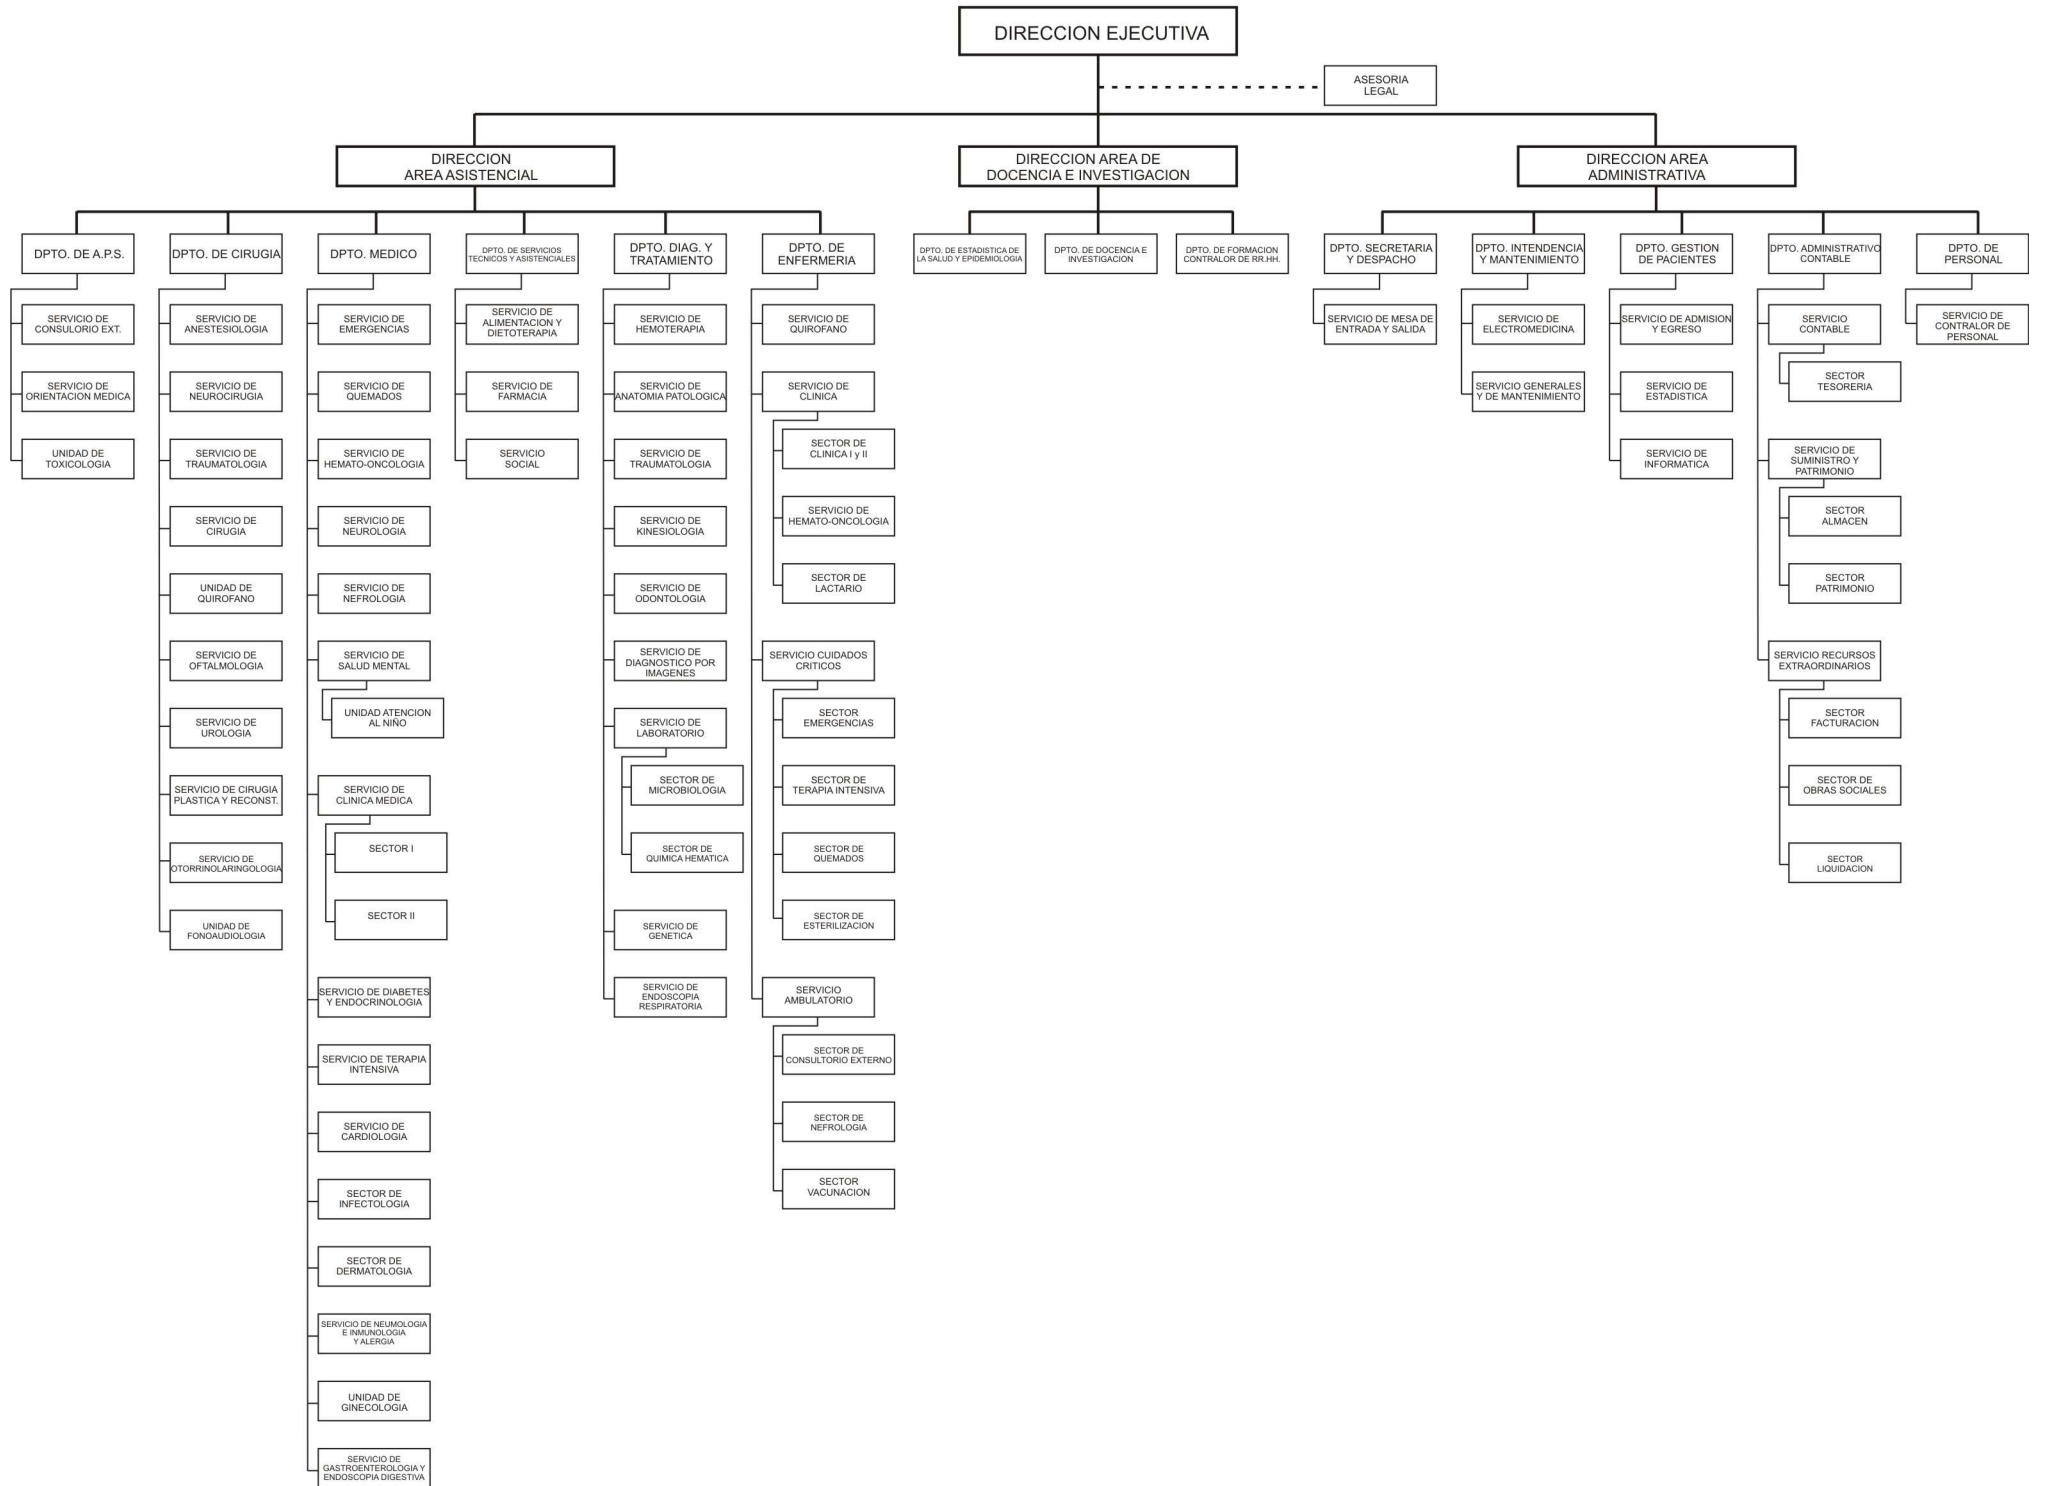 DIRECCION EJECUTIVA
ASESORIA
LEGAL
DIRECCION
AREA ASISTENCIAL
DIRECCION AREA DE
DOCENCIA E INVESTIGACION
DIRECCION AREA
ADMINISTRATIVA
DPTO. DE A.P.S.
SERVICIO DE
CONSULORIO EXT.
SERVICIO DE
ORIENTACION MEDICA
UNIDAD DE
TOXICOLOGIA
DPTO. DE CIRUGIA
SERVICIO DE
ANESTESIOLOGIA
SERVICIO DE
NEUROCIRUGIA
SERVICIO DE
TRAUMATOLOGIA
SERVICIO DE
CIRUGIA
UNIDAD DE
QUIROFANO
SERVICIO DE
OFTALMOLOGIA
SERVICIO DE
UROLOGIA
SERVICIO DE CIRUGIA
PLASTICA Y RECONST.
SERVICIO DE
OTORRINOLARINGOLOGIA
UNIDAD DE
FONOAUDIOLOGIA
DPTO. MEDICO
SERVICIO DE
EMERGENCIAS
SERVICIO DE
QUEMADOS
SERVICIO DE
HEMATO-ONCOLOGIA
SERVICIO DE
NEUROLOGIA
SERVICIO DE
NEFROLOGIA
SERVICIO DE
SALUD MENTAL
UNIDAD ATENCION
AL NIÑO
SERVICIO DE
CLINICA MEDICA
SECTOR I
SECTOR II
SERVICIO DE DIABETES
Y ENDOCRINOLOGIA
SERVICIO DE TERAPIA
INTENSIVA
SERVICIO DE
CARDIOLOGIA
SECTOR DE
INFECTOLOGIA
SECTOR DE
DERMATOLOGIA
SERVICIO DE NEUMOLOGIA
E INMUNOLOGIA
Y ALERGIA
UNIDAD DE
GINECOLOGIA
SERVICIO DE
GASTROENTEROLOGIA Y
ENDOSCOPIA DIGESTIVA
DPTO. DE SERVICIOS
TECNICOS Y ASISTENCIALES
SERVICIO DE
ALIMENTACION Y
DIETOTERAPIA
SERVICIO DE
FARMACIA
SERVICIO
SOCIAL
DPTO. DIAG. Y
TRATAMIENTO
SERVICIO DE
HEMOTERAPIA
SERVICIO DE
ANATOMIA PATOLOGICA
SERVICIO DE
TRAUMATOLOGIA
SERVICIO DE
KINESIOLOGIA
SERVICIO DE
ODONTOLOGIA
SERVICIO DE
DIAGNOSTICO POR
IMAGENES
SERVICIO DE
LABORATORIO
SECTOR DE
MICROBIOLOGIA
SECTOR DE
QUIMICA HEMATICA
SERVICIO DE
GENETICA
SERVICIO DE
ENDOSCOPIA
RESPIRATORIA
DPTO. DE
ENFERMERIA
SERVICIO DE
QUIROFANO
SERVICIO DE
CLINICA
SECTOR DE
CLINICA I y II
SERVICIO DE
HEMATO-ONCOLOGIA
SECTOR DE
LACTARIO
SERVICIO CUIDADOS
CRITICOS
SECTOR
EMERGENCIAS
SECTOR DE
TERAPIA INTENSIVA
SECTOR DE
QUEMADOS
SECTOR DE
ESTERILIZACION
SERVICIO
AMBULATORIO
SECTOR DE
CONSULTORIO EXTERNO
SECTOR DE
NEFROLOGIA
SECTOR
VACUNACION
DPTO. DE ESTADISTICA DE
LA SALUD Y EPIDEMIOLOGIA
DPTO. DE DOCENCIA E
INVESTIGACION
DPTO. DE FORMACION
CONTRALOR DE RR.HH.
DPTO. SECRETARIA
Y DESPACHO
SERVICIO DE MESA DE
ENTRADA Y SALIDA
DPTO. INTENDENCIA
Y MANTENIMIENTO
SERVICIO DE
ELECTROMEDICINA
SERVICIO GENERALES
Y DE MANTENIMIENTO
DPTO. GESTION
DE PACIENTES
SERVICIO DE ADMISION
Y EGRESO
SERVICIO DE
ESTADISTICA
SERVICIO DE
INFORMATICA
DPTO. ADMINISTRATIVO
CONTABLE
SERVICIO
CONTABLE
SECTOR
TESORERIA
SERVICIO DE
SUMINISTRO Y
PATRIMONIO
SECTOR
ALMACEN
SECTOR
PATRIMONIO
SERVICIO RECURSOS
EXTRAORDINARIOS
SECTOR
FACTURACION
SECTOR DE
OBRAS SOCIALES
SECTOR
LIQUIDACION
DPTO. DE
PERSONAL
SERVICIO DE
CONTRALOR DE
PERSONAL